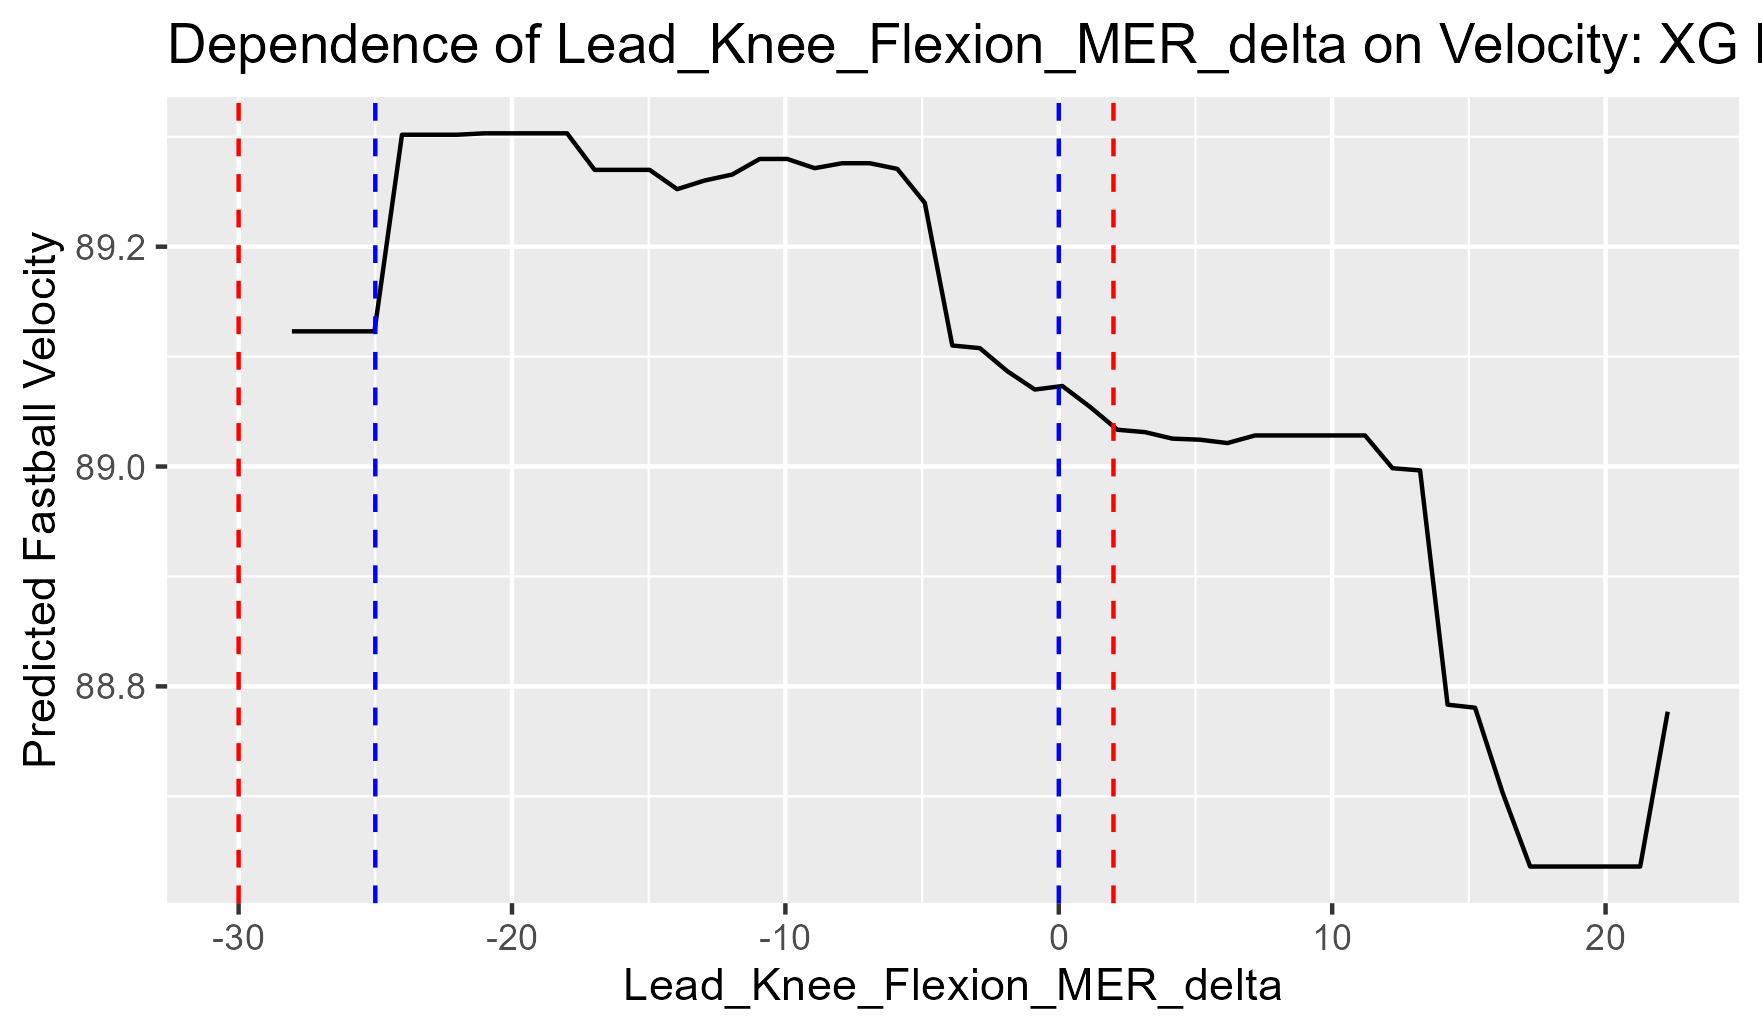 Dependence of Lead_Knee_Flexion_MER_delta on Velocity: XG
Predicted Fastball Velocity
89.2
89.0
88.8
-30 -20 -10 0 10 20
Lead_Knee_Flexion_MER_delta